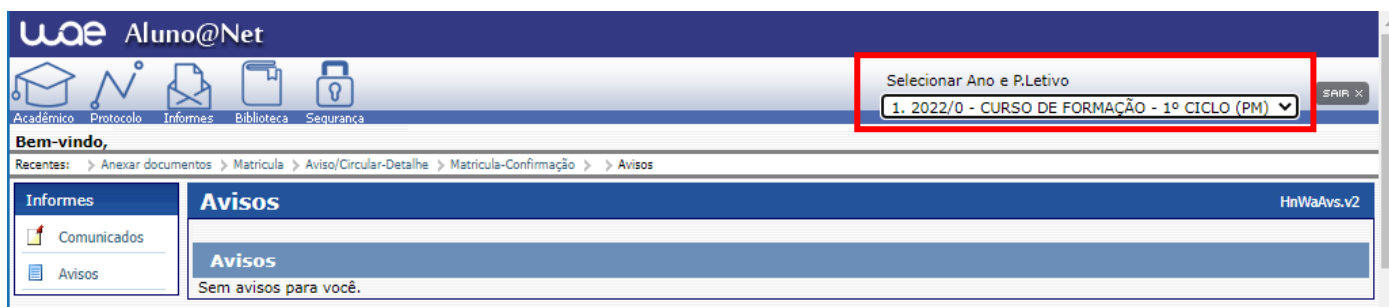 uae Aluno@Net
Selecionar Ano e P.Letivo
1. 2022/0 - CURSO DE FORMAÇÃO - 1º CICLO (PM)
SAIR X
Acadêmico Protocolo Informes Biblioteca Segurança
Bem-vindo,
Recentes: > Anexar documentos > Matricula > Aviso/Circular-Detalhe > Matricula-Confirmação > > Avisos
Informes
Comunicados
Avisos
Avisos HnWaAvs.v2
Avisos
Sem avisos para você.